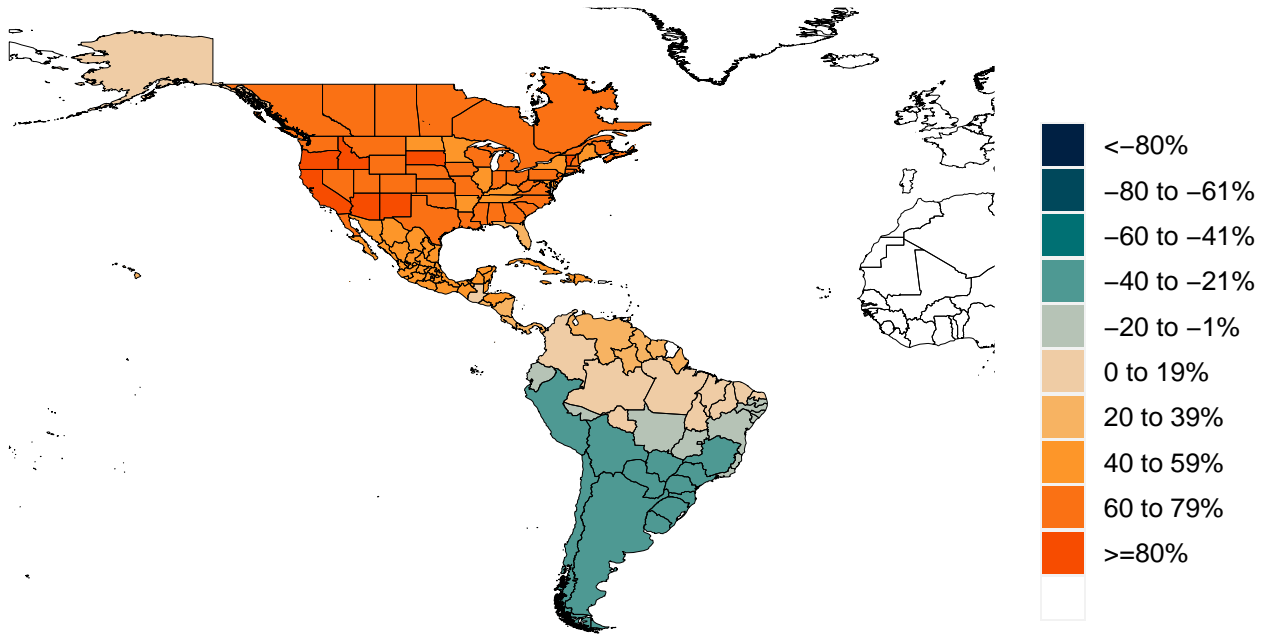 <−80%
−80 to −61%
−60 to −41%
−40 to −21%
−20 to −1%
0 to 19%
20 to 39%
40 to 59%
60 to 79%
>=80%